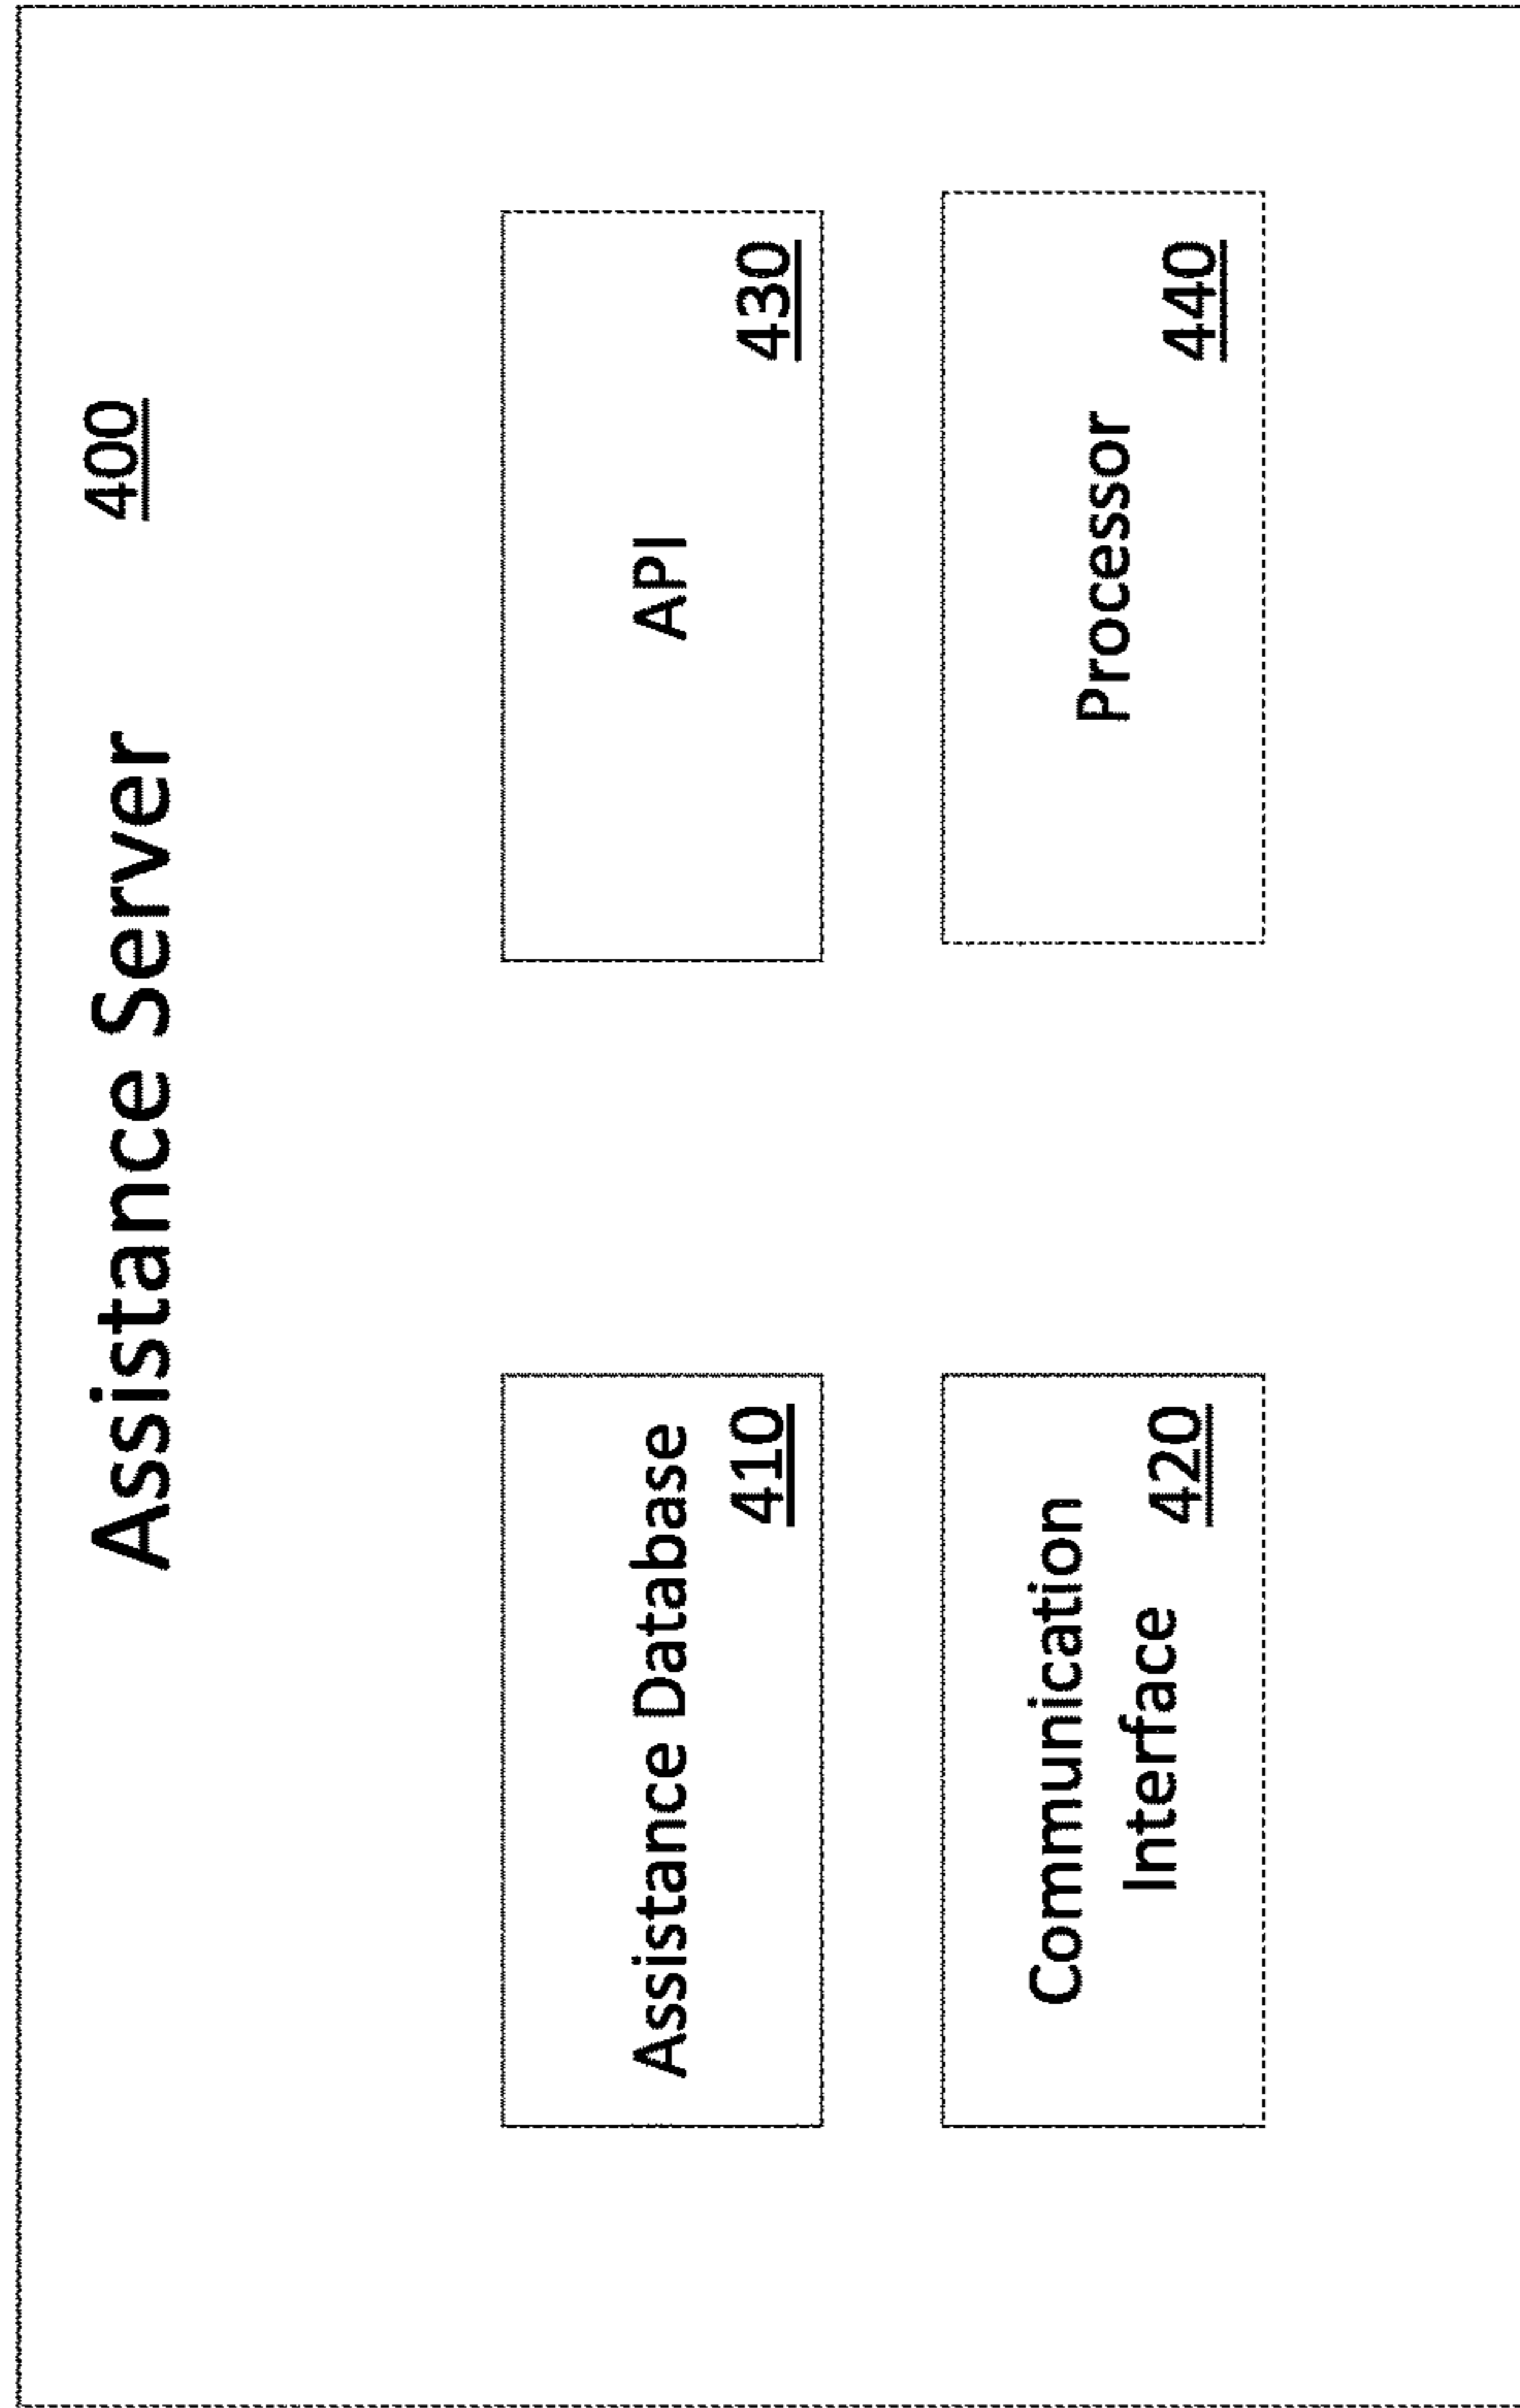 Assistance Server 400
Assistance Database
410
API
430
Communication
Interface 420
Processor
440